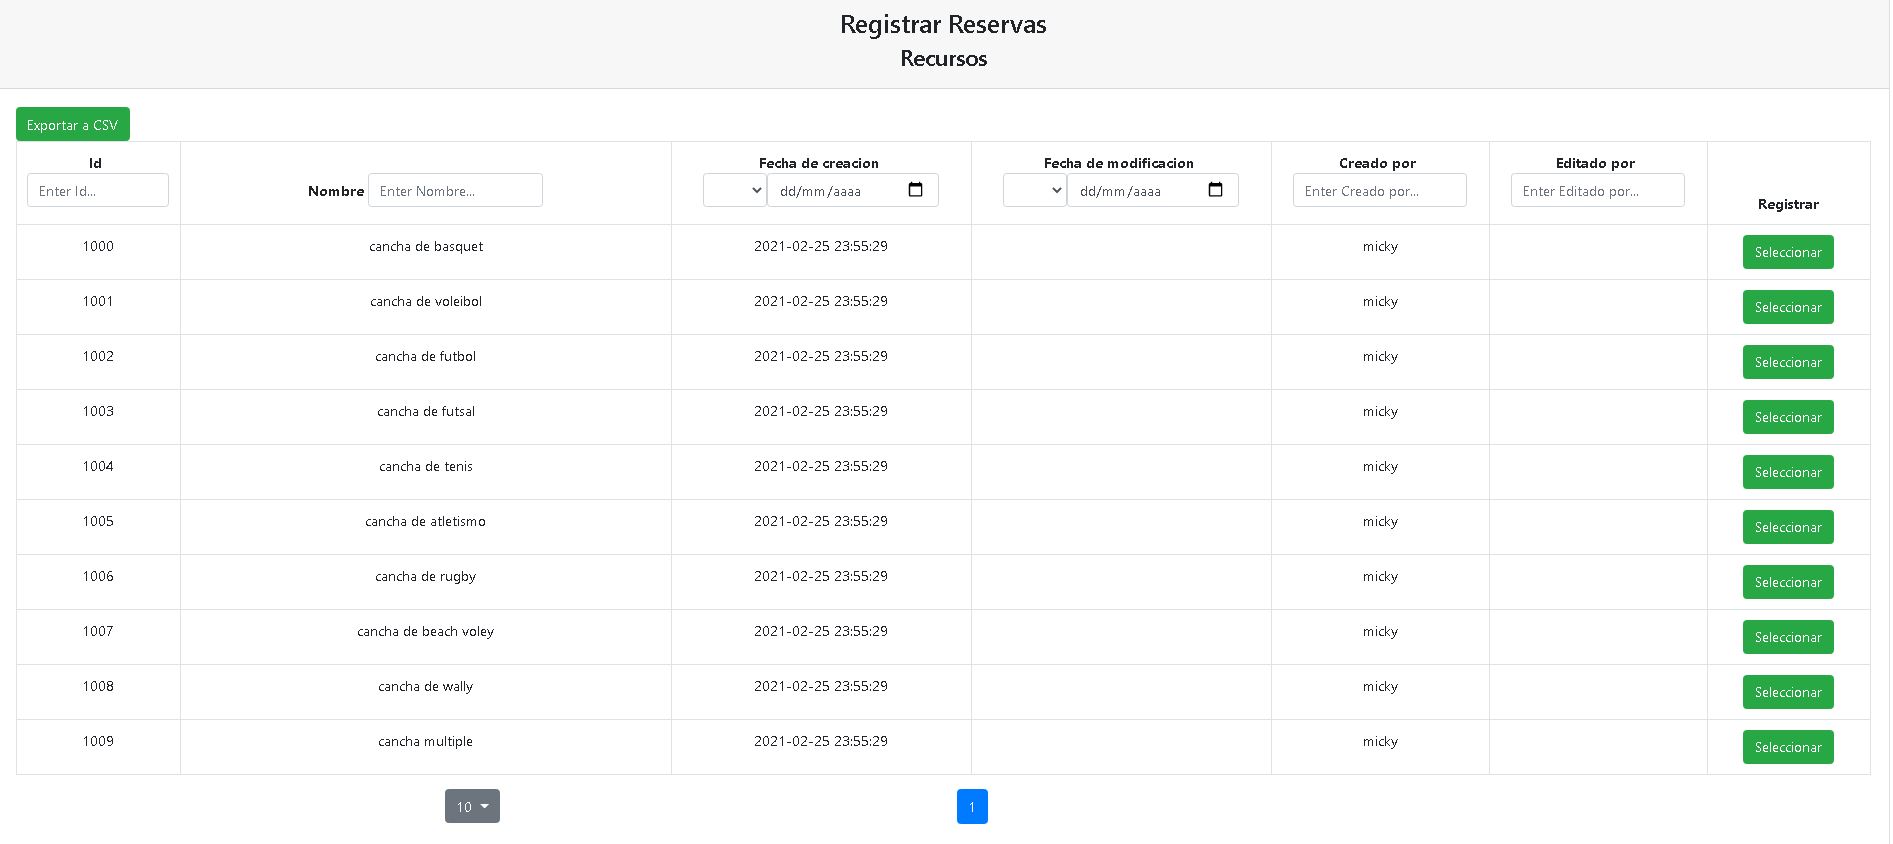 Registrar Reservas
Recursos
Exportar a CSV
Id Fecha de creacion Fecha de modificacion Creado por Editado por
Enter Id... Nombre Enter Nombre... dd/mm/aaaa dd/mm/aaaa Enter Creado por... Enter Editado por...
Registrar
1000 cancha de basquet 2021-02-25 23:55:29 micky Seleccionar
1001 cancha de voleibol 2021-02-25 23:55:29 micky Seleccionar
1002 cancha de futbol 2021-02-25 23:55:29 micky Seleccionar
1003 cancha de futsal 2021-02-25 23:55:29 micky Seleccionar
1004 cancha de tenis 2021-02-25 23:55:29 micky Seleccionar
1005 cancha de atletismo 2021-02-25 23:55:29 micky Seleccionar
1006 cancha de rugby 2021-02-25 23:55:29 micky Seleccionar
1007 cancha de beach voley 2021-02-25 23:55:29 micky Seleccionar
1008 cancha de wally 2021-02-25 23:55:29 micky Seleccionar
1009 cancha multiple 2021-02-25 23:55:29 micky Seleccionar
10 1